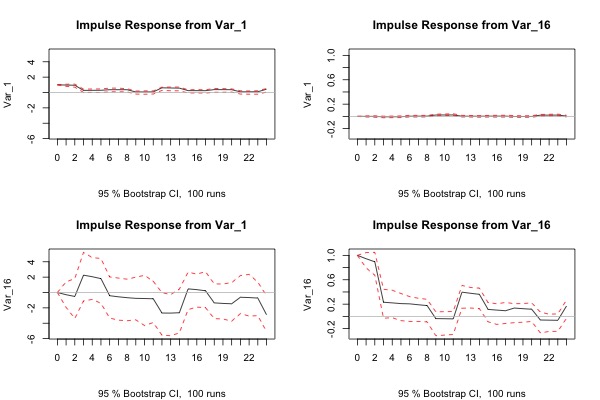 Impulse Response from Var_1
Var_1
4
2
-2
-6
0 2 4 6 8 10 13 16 19 22
95 % Bootstrap CI, 100 runs
Impulse Response from Var_16
Var_1
1.0
0.6
0.2
-0.2
0 2 4 6 8 10 13 16 19 22
95 % Bootstrap CI, 100 runs
Impulse Response from Var_1
Var_16
4
2
-2
-6
0 2 4 6 8 10 13 16 19 22
95 % Bootstrap CI, 100 runs
Impulse Response from Var_16
Var_16
1.0
0.6
0.2
-0.2
0 2 4 6 8 10 13 16 19 22
95 % Bootstrap CI, 100 runs